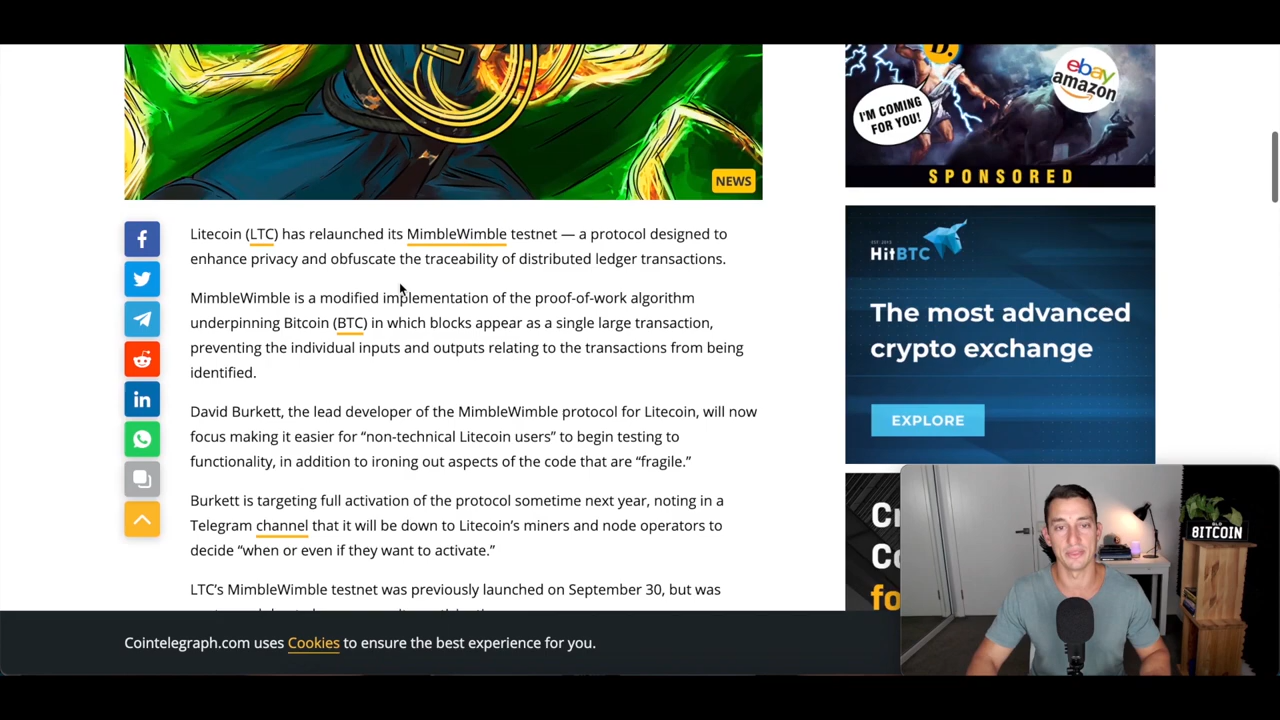 D.
ebay
amazon
I'M COMING
FOR YOU!
SPONSORED
NEWS
Litecoin (LTC) has relaunched its MimbleWimble testnet — a protocol designed to
enhance privacy and obfuscate the traceability of distributed ledger transactions.
MimbleWimble is a modified implementation of the proof-of-work algorithm
underpinning Bitcoin (BTC) in which blocks appear as a single large transaction,
preventing the individual inputs and outputs relating to the transactions from being
identified.
David Burkett, the lead developer of the MimbleWimble protocol for Litecoin, will now
focus making it easier for “non-technical Litecoin users” to begin testing to
functionality, in addition to ironing out aspects of the code that are “fragile.”
Burkett is targeting full activation of the protocol sometime next year, noting in a
Telegram channel that it will be down to Litecoin’s miners and node operators to
decide “when or even if they want to activate.”
LTC’s MimbleWimble testnet was previously launched on September 30, but was
HitBTC
The most advanced
crypto exchange
EXPLORE
Cr
Co
fo
BITCOIN
Cointelegraph.com uses Cookies to ensure the best experience for you.